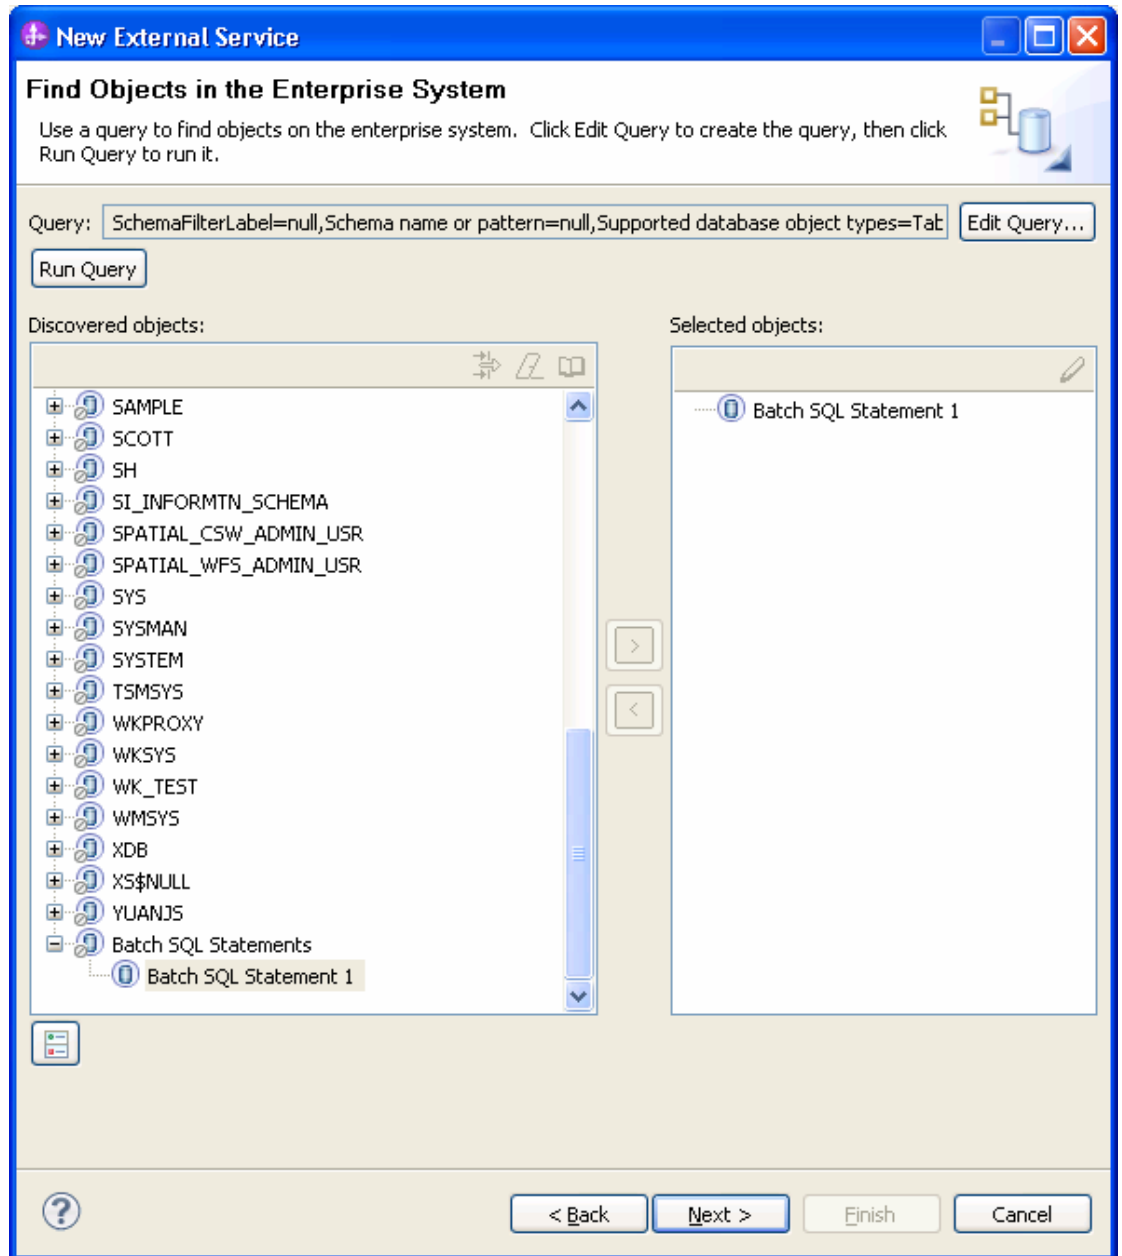 New External Service
Find Objects in the Enterprise System
Use a query to find objects on the enterprise system. Click Edit Query to create the query, then click
Run Query to run it.
Query: SchemaFilterLabel=null,Schema name or pattern=null,Supported database object types=Tab Edit Query...
Run Query
Discovered objects: Selected objects:
SAMPLE
Batch SQL Statement 1
SCOTT
SH
SI_INFORMTN_SCHEMA
SPATIAL_CSW_ADMIN_USR
SPATIAL_WFS_ADMIN_USR
SYS
SYSMAN
SYSTEM
TSMSYS
WKPROXY
WKSYS
WK_TEST
WMSYS
XDB
XS$NULL
YUANJS
Batch SQL Statements
Batch SQL Statement 1
< Back Next > Finish Cancel